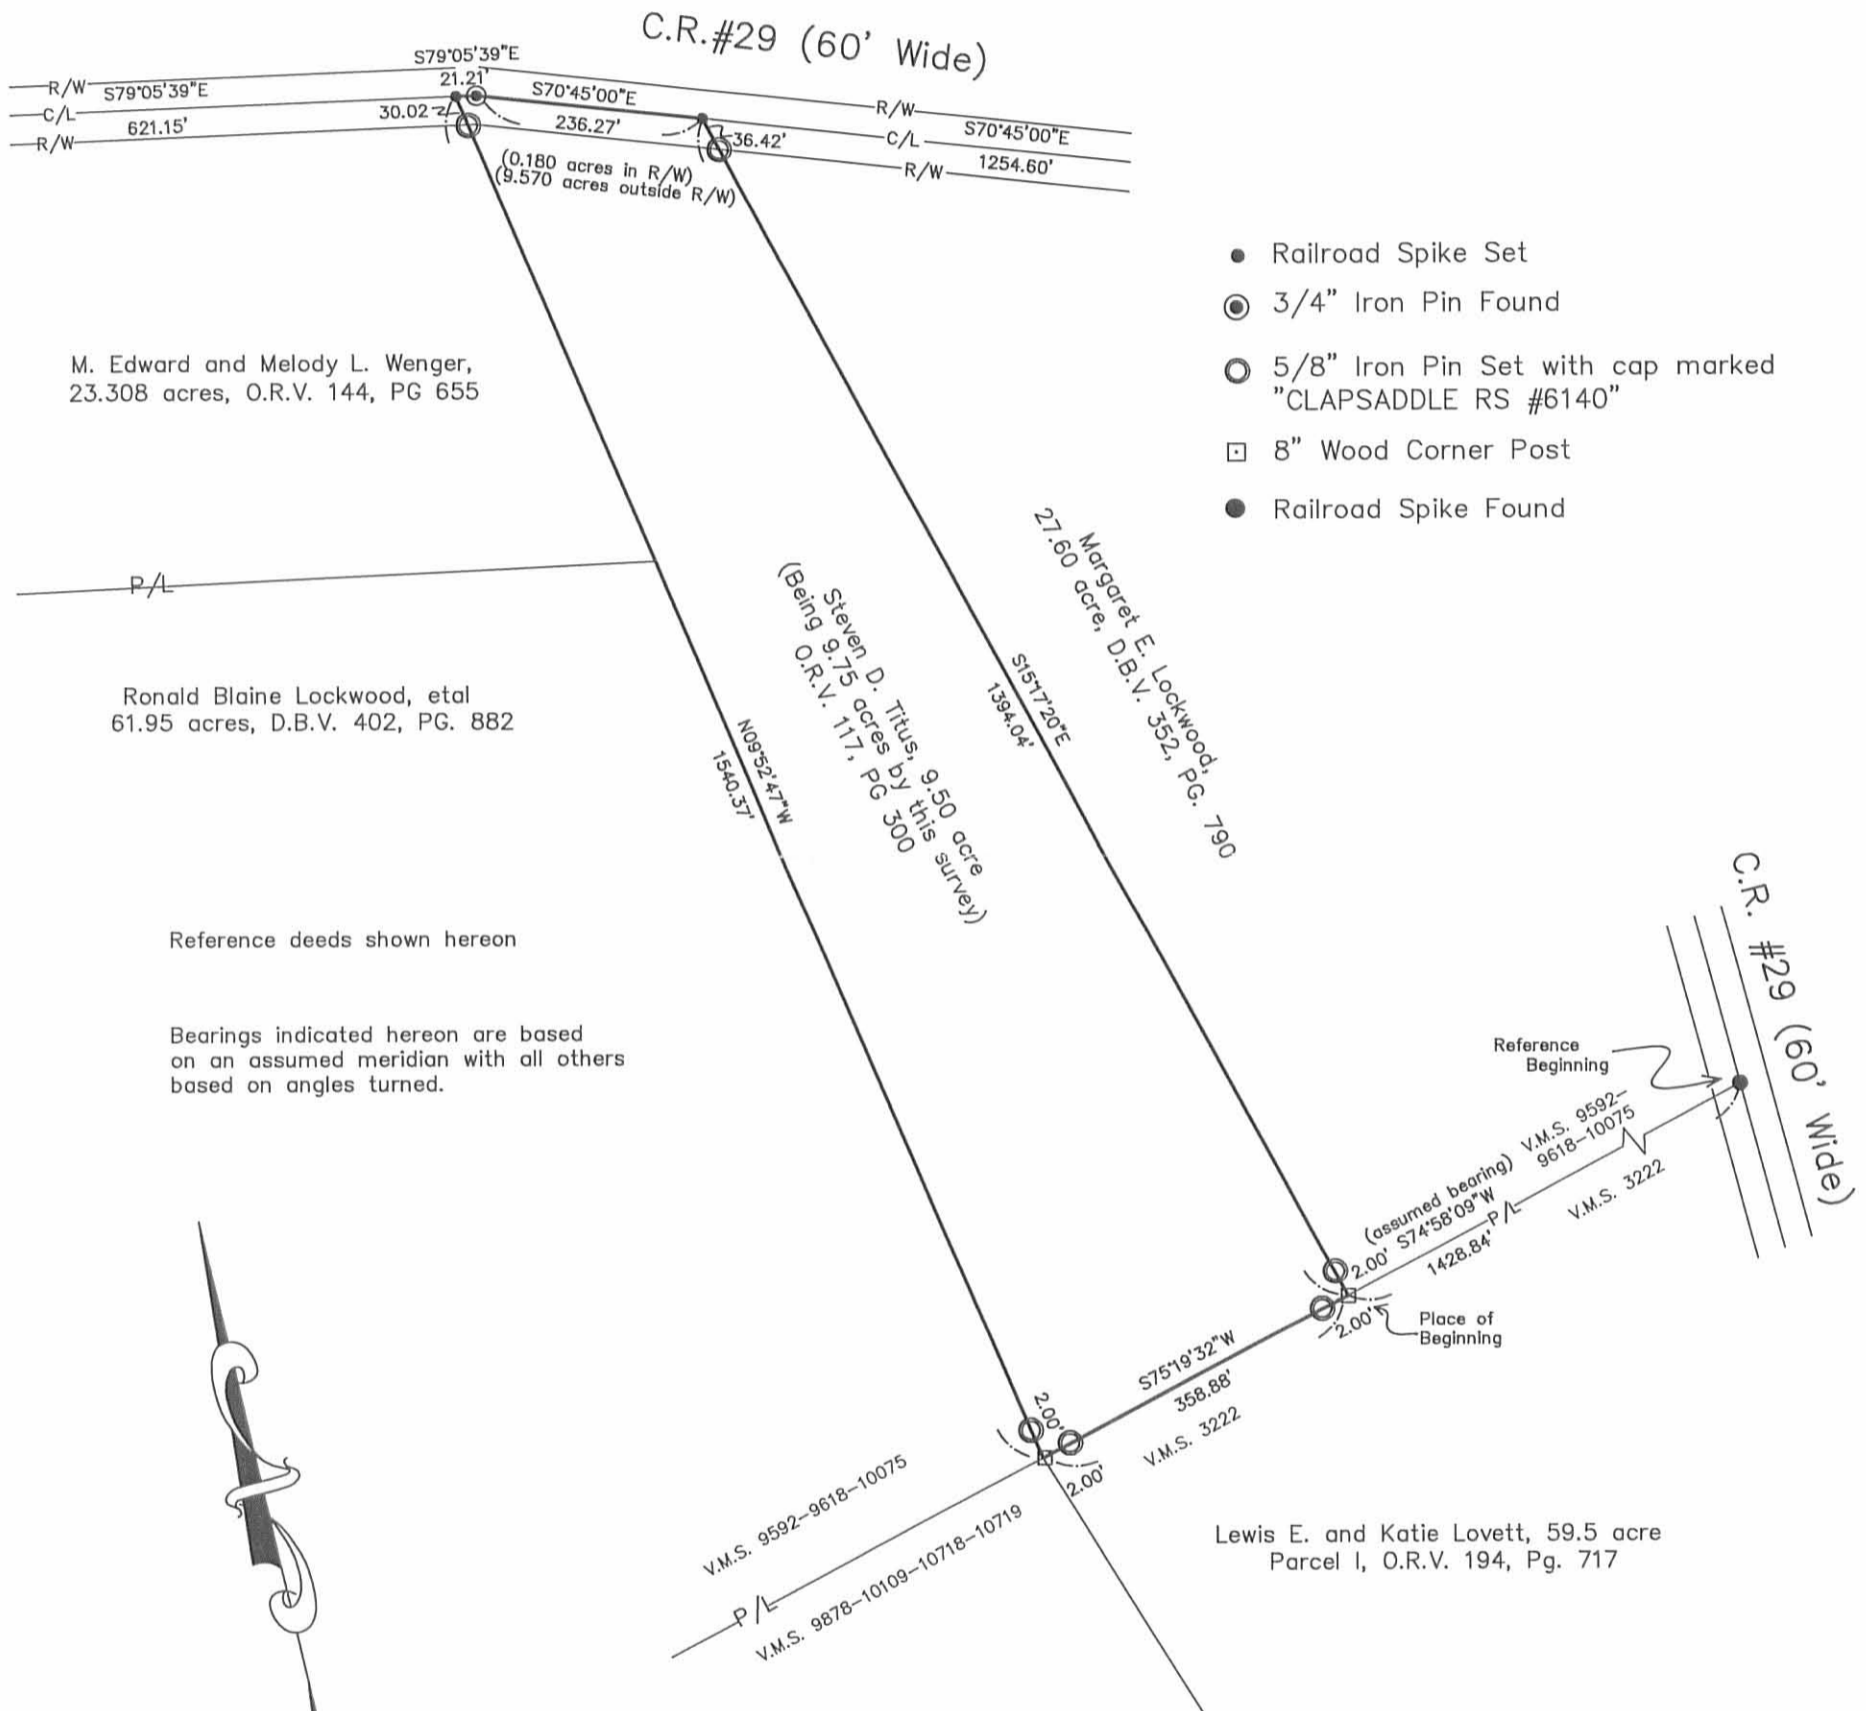 C.R.#29 (60' Wide)
S79°05'39"E
21.21'
R/W
S79°05'39"E
S70°45'00"E
R/W
C/L
30.02
S70°45'00"E
621.15'
236.27'
36.42'
C/L
1254.60'
R/W
R/W
(0.180 acres in R/W)
(9.570 acres outside R/W)
Railroad Spike Set
3/4" Iron Pin Found
5/8" Iron Pin Set with cap marked
"CLAPSADDLE RS #6140"
8" Wood Corner Post
Railroad Spike Found
M. Edward and Melody L. Wenger,
23.308 acres, O.R.V. 144, PG 655
P/L
Ronald Blaine Lockwood, etal
61.95 acres, D.B.V. 402, PG. 882
N09°52'47"W
1540.37'
Steven D. Titus, 9.50 acre
(Being 9.75 acres by this survey)
O.R.V. 117, PG 300
S15°17'20"E
1394.04'
Margaret E. Lockwood,
27.60 acre, D.B.V. 352, PG. 790
Reference deeds shown hereon
Bearings indicated hereon are based
on an assumed meridian with all others
based on angles turned.
C.R. #29 (60' Wide)
Reference
Beginning
V.M.S. 9592-
9618-10075
(assumed bearing)
S74°58'09"W
P/L
1428.84'
V.M.S. 3222
2.00'
2.00'
Place of
Beginning
S75°19'32"W
358.88'
V.M.S. 3222
2.00'
2.00'
V.M.S. 9592-9618-10075
P/L
V.M.S. 9878-10109-10718-10719
Lewis E. and Katie Lovett, 59.5 acre
Parcel I, O.R.V. 194, Pg. 717